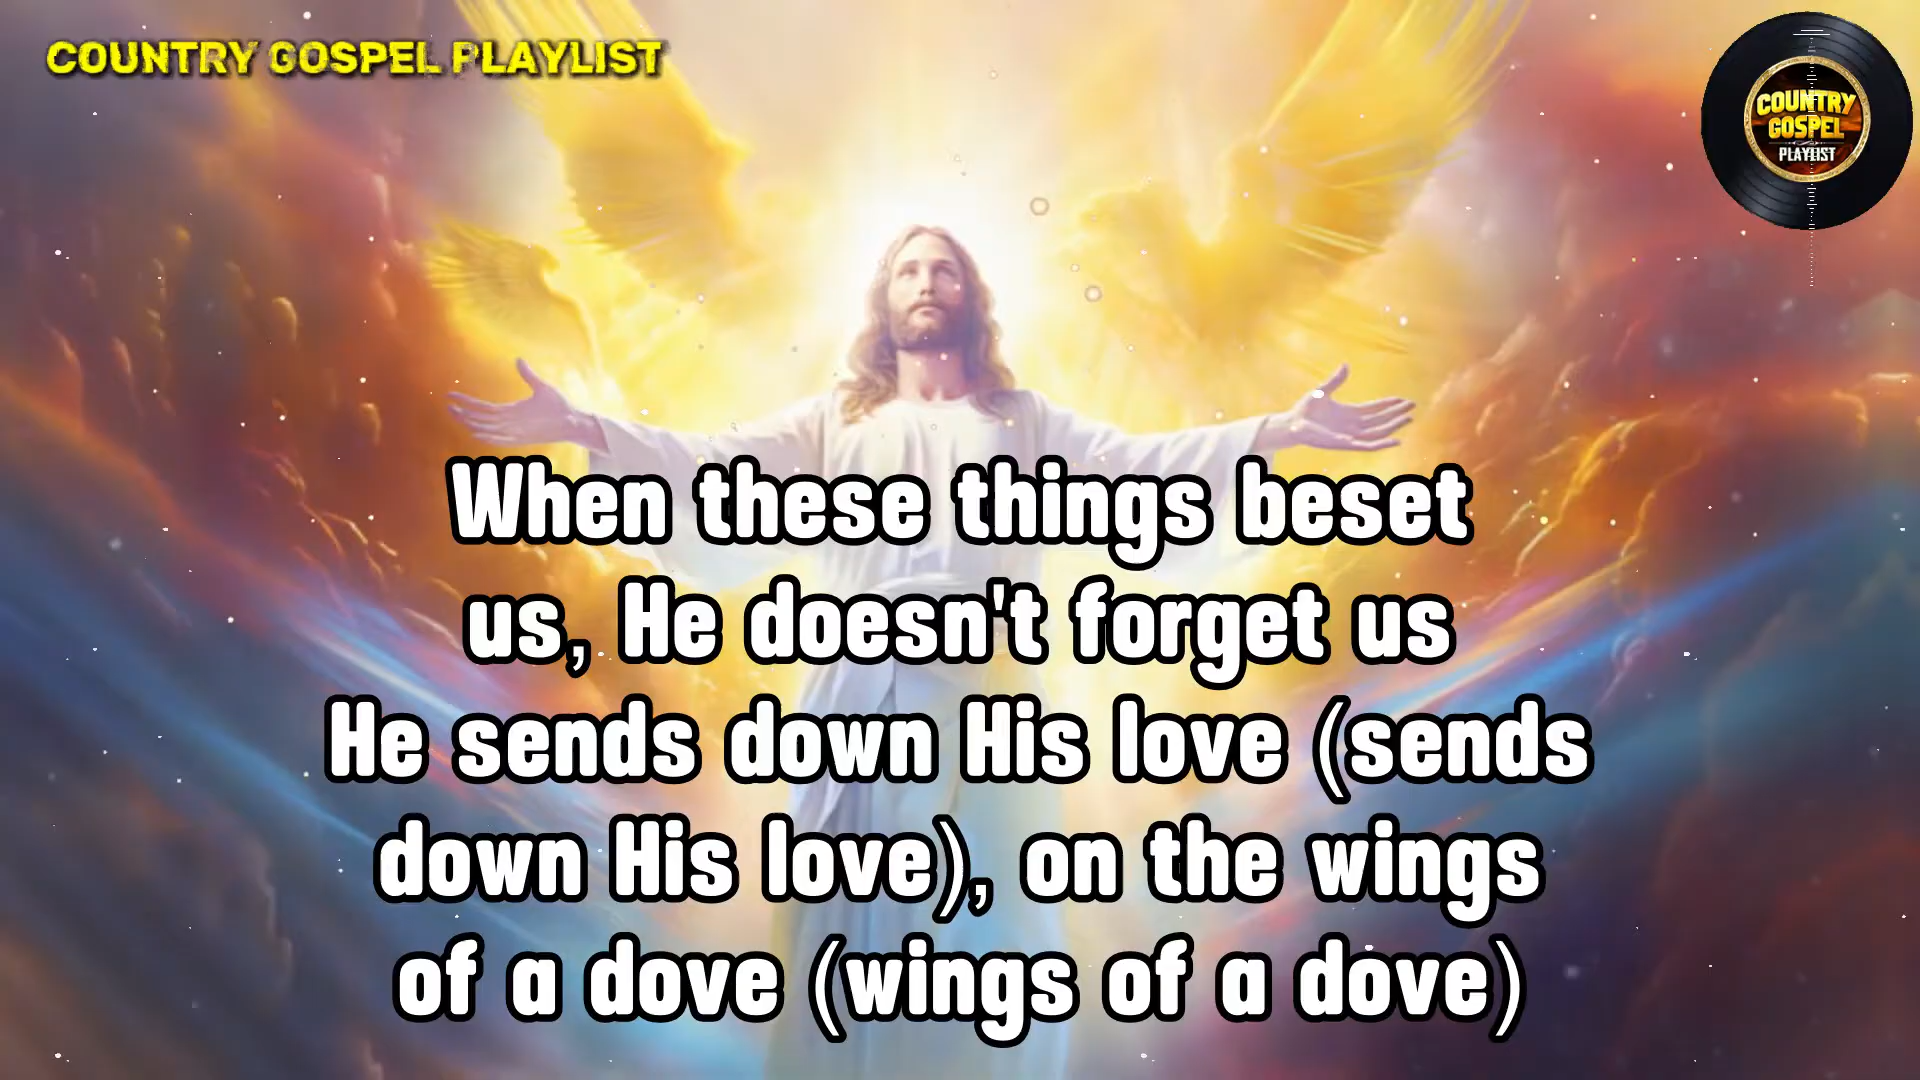 COUNTRY GOSPEL PLAYLIST
COUNTRY
GOSPEL
PLAYLIST
When these things beset
us, He doesn't forget us
He sends down His love (sends
down His love), on the wings
of a dove (wings of a dove)